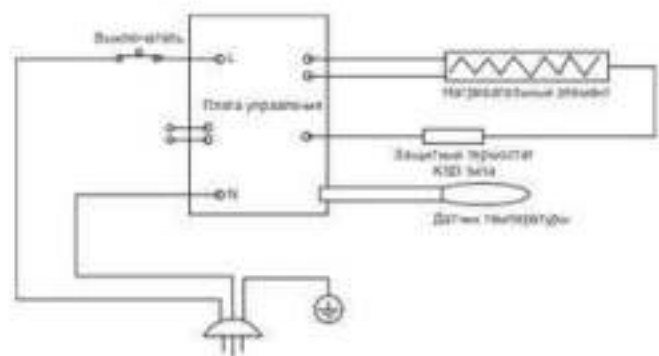 Выключатель
L
Плата управления
Нагревательный элемент
Защитный термостат
KSD типа
N
Датчик температуры